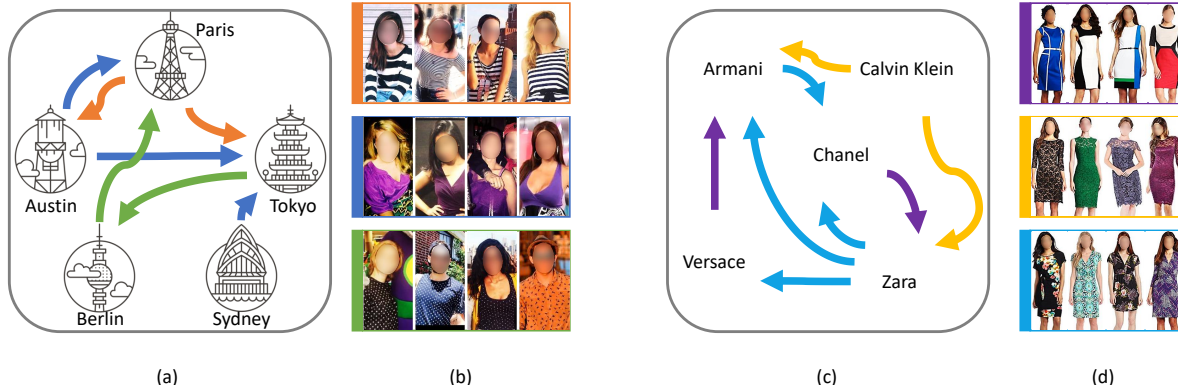 Paris
Austin
Tokyo
Berlin
Sydney
(a)
(b)
Armani
Calvin Klein
Chanel
Versace
Zara
(c)
(d)